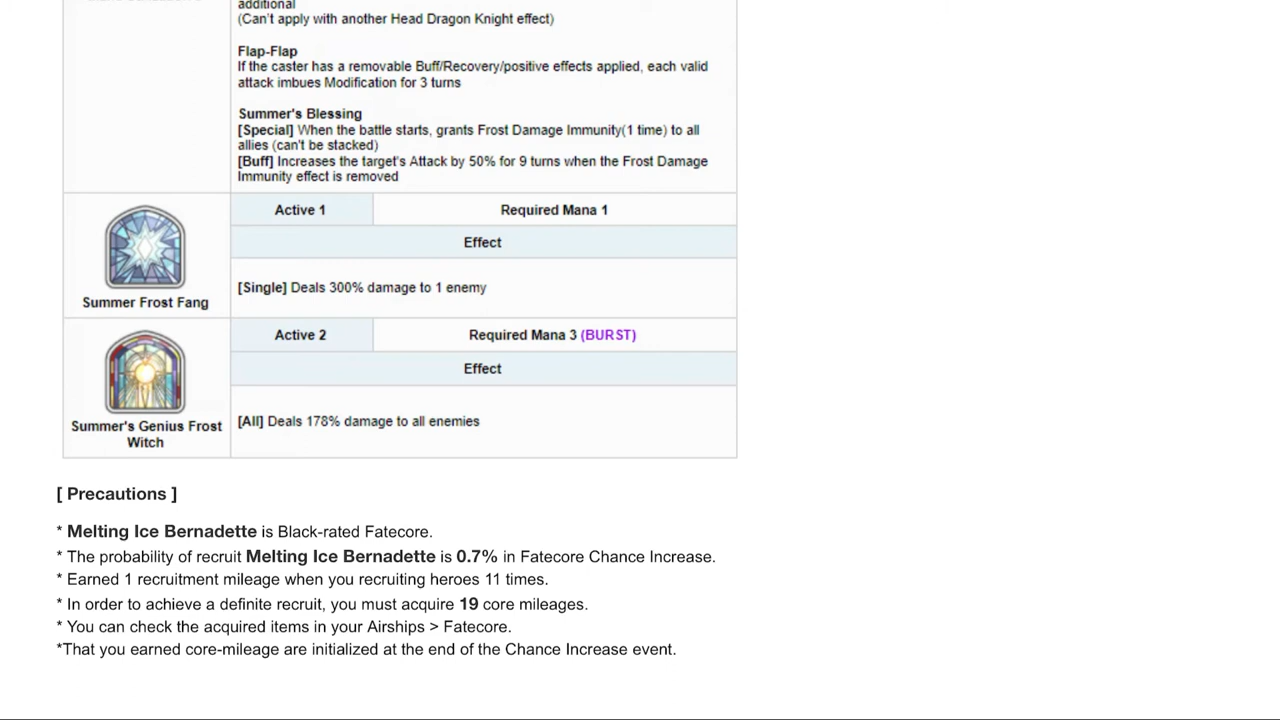 additional
(Can't apply with another Head Dragon Knight effect)
Flap-Flap
If the caster has a removable Buff/Recovery/positive effects applied, each valid
attack imbues Modification for 3 turns
Summer's Blessing
[Special] When the battle starts, grants Frost Damage Immunity(1 time) to all
allies (can't be stacked)
[Buff] Increases the target's Attack by 50% for 9 turns when the Frost Damage
Immunity effect is removed
Active 1
Required Mana 1
Effect
Summer Frost Fang
[Single] Deals 300% damage to 1 enemy
Active 2
Required Mana 3 (BURST)
Effect
Summer's Genius Frost
Witch
[All] Deals 178% damage to all enemies
[ Precautions ]
* Melting Ice Bernadette is Black-rated Fatecore.
* The probability of recruit Melting Ice Bernadette is 0.7% in Fatecore Chance Increase.
* Earned 1 recruitment mileage when you recruiting heroes 11 times.
* In order to achieve a definite recruit, you must acquire 19 core mileages.
* You can check the acquired items in your Airships > Fatecore.
*That you earned core-mileage are initialized at the end of the Chance Increase event.